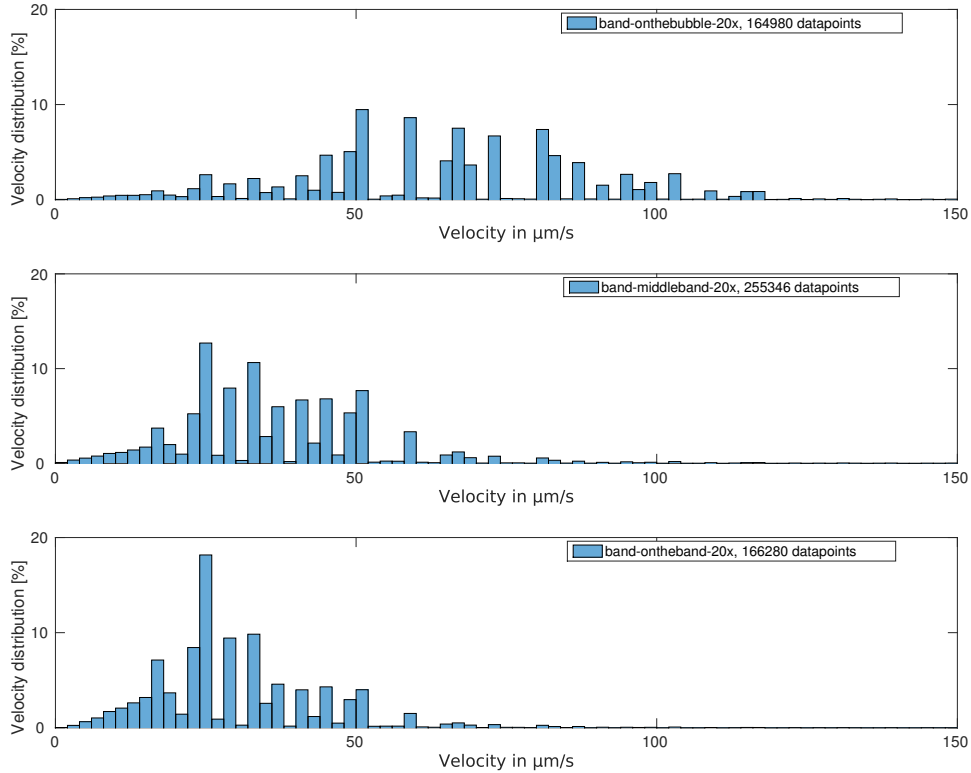 20
band-onthebubble-20x, 164980 datapoints
Velocity distribution [%]
10
0
0 50 100 150
Velocity in µm/s
20
band-middleband-20x, 255346 datapoints
Velocity distribution [%]
10
0
0 50 100 150
Velocity in µm/s
20
band-ontheband-20x, 166280 datapoints
Velocity distribution [%]
10
0
0 50 100 150
Velocity in µm/s